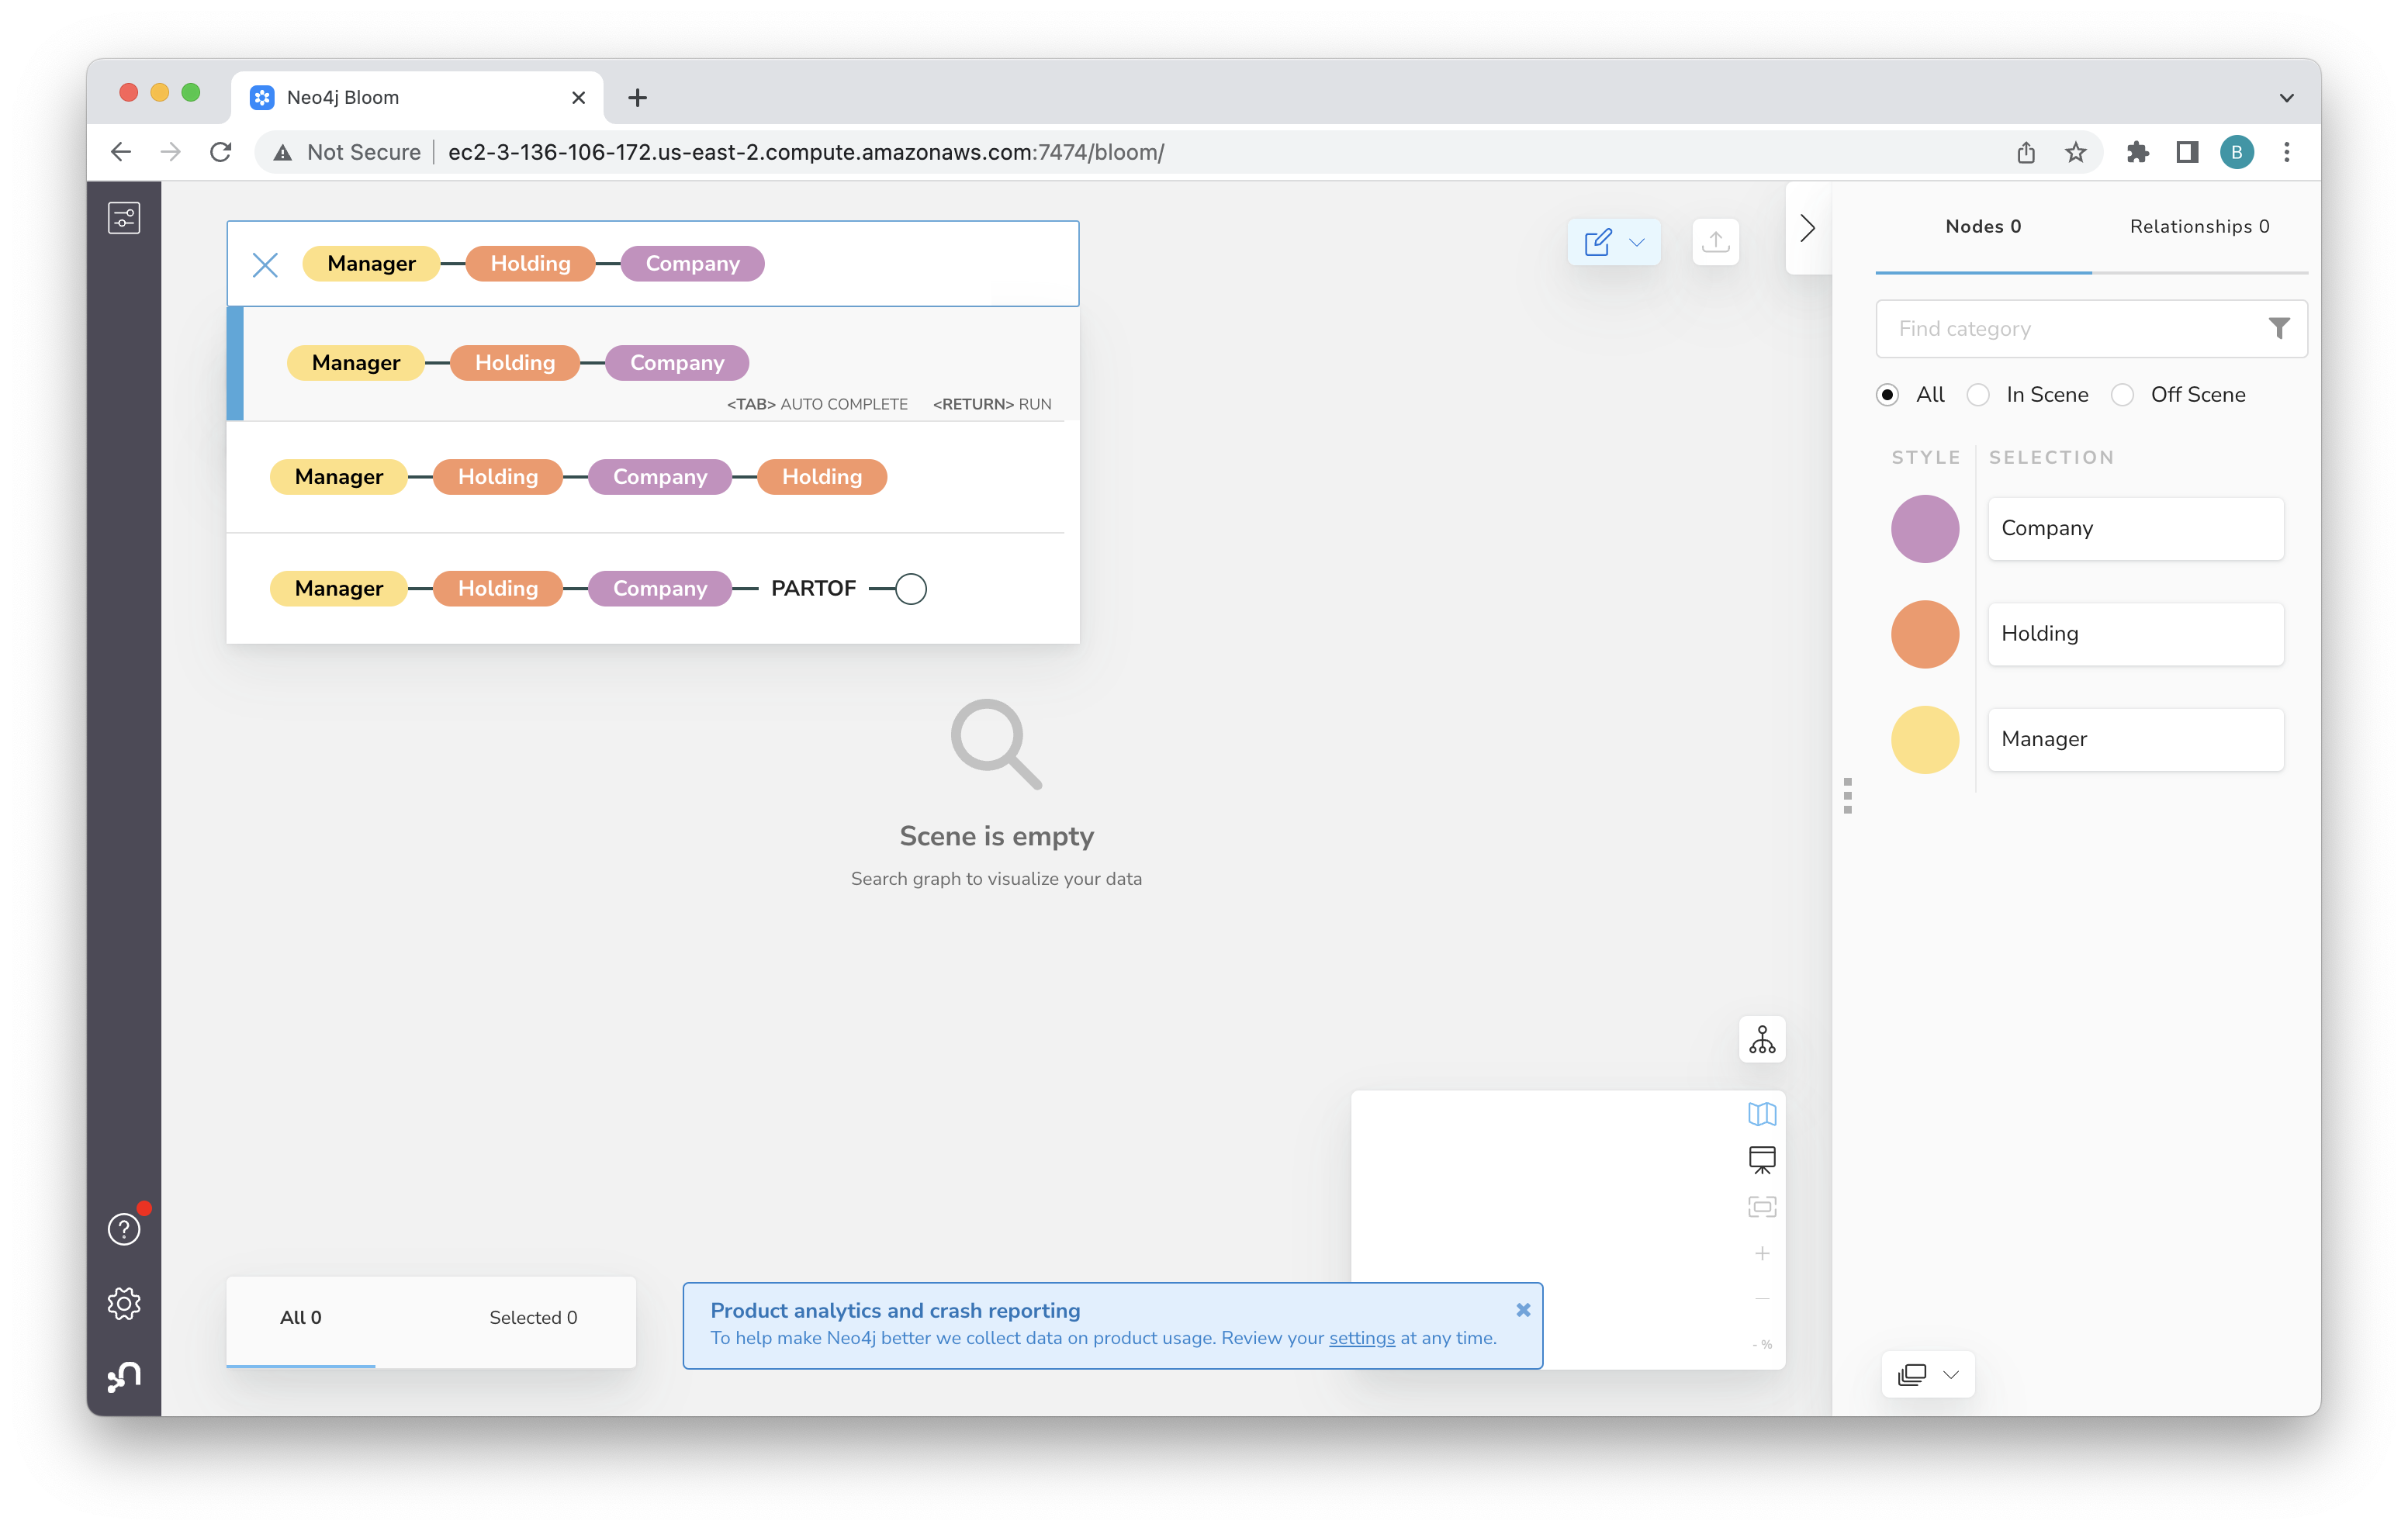 Neo4j Bloom
Not Secure
ec2-3-136-106-172.us-east-2.compute.amazonaws.com:7474/bloom/
B
Manager Holding Company
Manager Holding Company
<TAB> AUTO COMPLETE <RETURN> RUN
Manager Holding Company Holding
Manager Holding Company PARTOF
Scene is empty
Search graph to visualize your data
All 0 Selected 0
Product analytics and crash reporting
To help make Neo4j better we collect data on product usage. Review your settings at any time.
- %
Nodes 0 Relationships 0
Find category
All In Scene Off Scene
STYLE SELECTION
Company
Holding
Manager